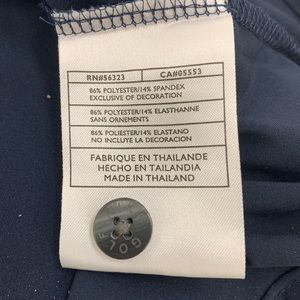 RN#56323 CA#05553
86% POLYESTER/14% SPANDEX
EXCLUSIVE OF DECORATION
86% POLYESTER/14% ELASTHANNE
SANS ORNEMENTS
86% POLIESTER/14% ELASTANO
NO INCLUYE LA DECORACION
FABRIQUE EN THAILANDE
HECHO EN TAILANDIA
MADE IN THAILAND
GOLF